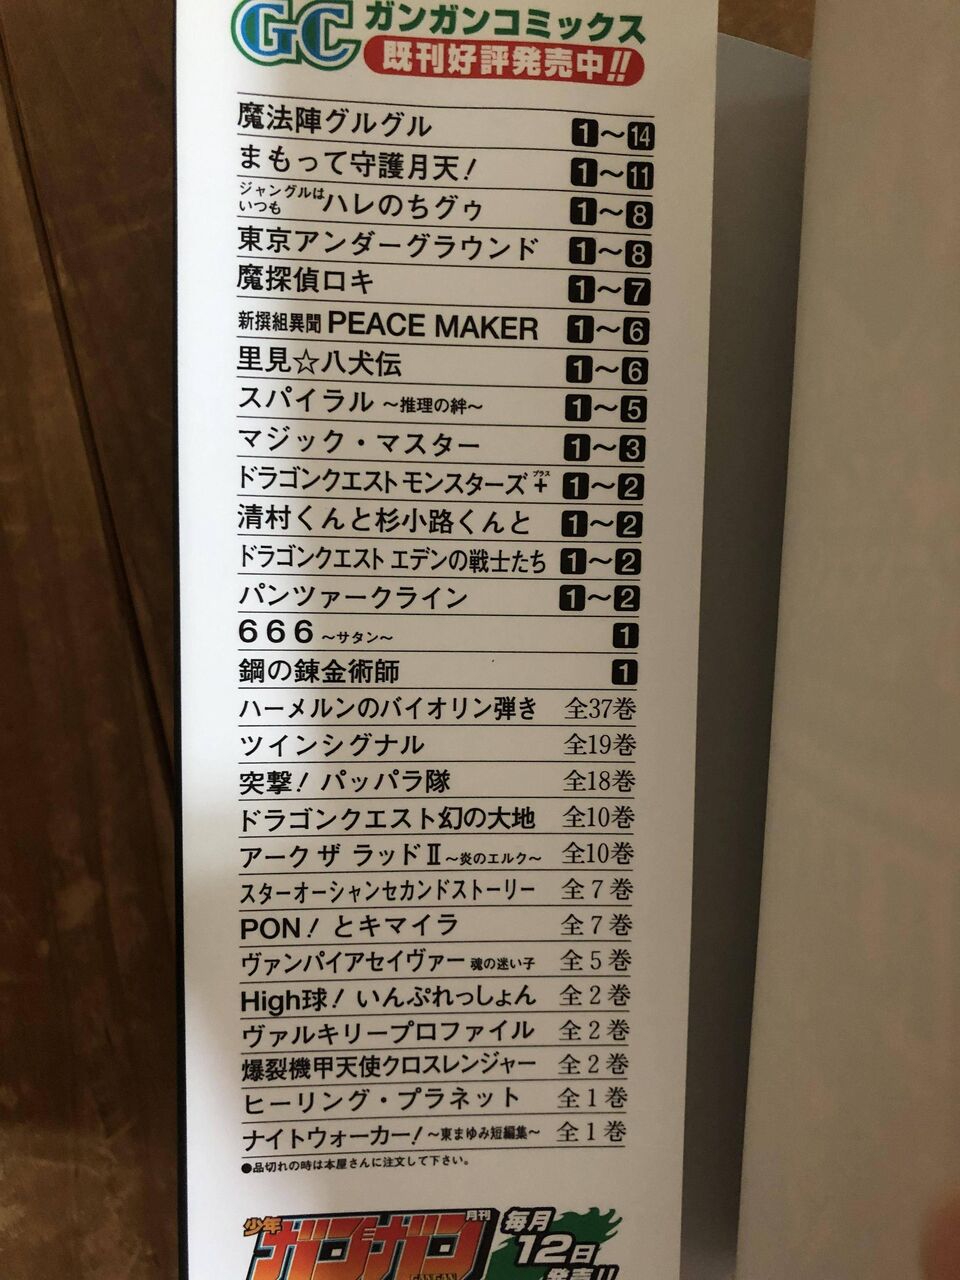 GC ガンガンコミックス
既刊好評発売中!!
魔法陣グルグル 1～14
まもって守護月天! 1～11
ジャングルはいつもハレのちグゥ 1～8
東京アンダーグラウンド 1～8
魔探偵ロキ 1～7
新撰組異聞 PEACE MAKER 1～6
里見☆八犬伝 1～6
スパイラル ～推理の絆～ 1～5
マジック・マスター 1～3
ドラゴンクエスト モンスターズ+ プラス 1～2
清村くんと杉小路くんと 1～2
ドラゴンクエスト エデンの戦士たち 1～2
パンツァークライン 1～2
666 ～サタン～ 1
鋼の錬金術師 1
ハーメルンのバイオリン弾き 全37巻
ツインシグナル 全19巻
突撃! パッパラ隊 全18巻
ドラゴンクエスト幻の大地 全10巻
アーク ザ ラッドⅡ ～炎のエルク～ 全10巻
スターオーシャンセカンドストーリー 全7巻
PON! とキマイラ 全7巻
ヴァンパイアセイヴァー 魂の迷い子 全5巻
High球! いんぷれっしょん 全2巻
ヴァルキリープロファイル 全2巻
爆裂機甲天使クロスレンジャー 全2巻
ヒーリング・プラネット 全1巻
ナイトウォーカー! ～東まゆみ短編集～ 全1巻
●品切れの時は本屋さんに注文して下さい。
月刊 少年ガンガン
毎月
12日
発売!!